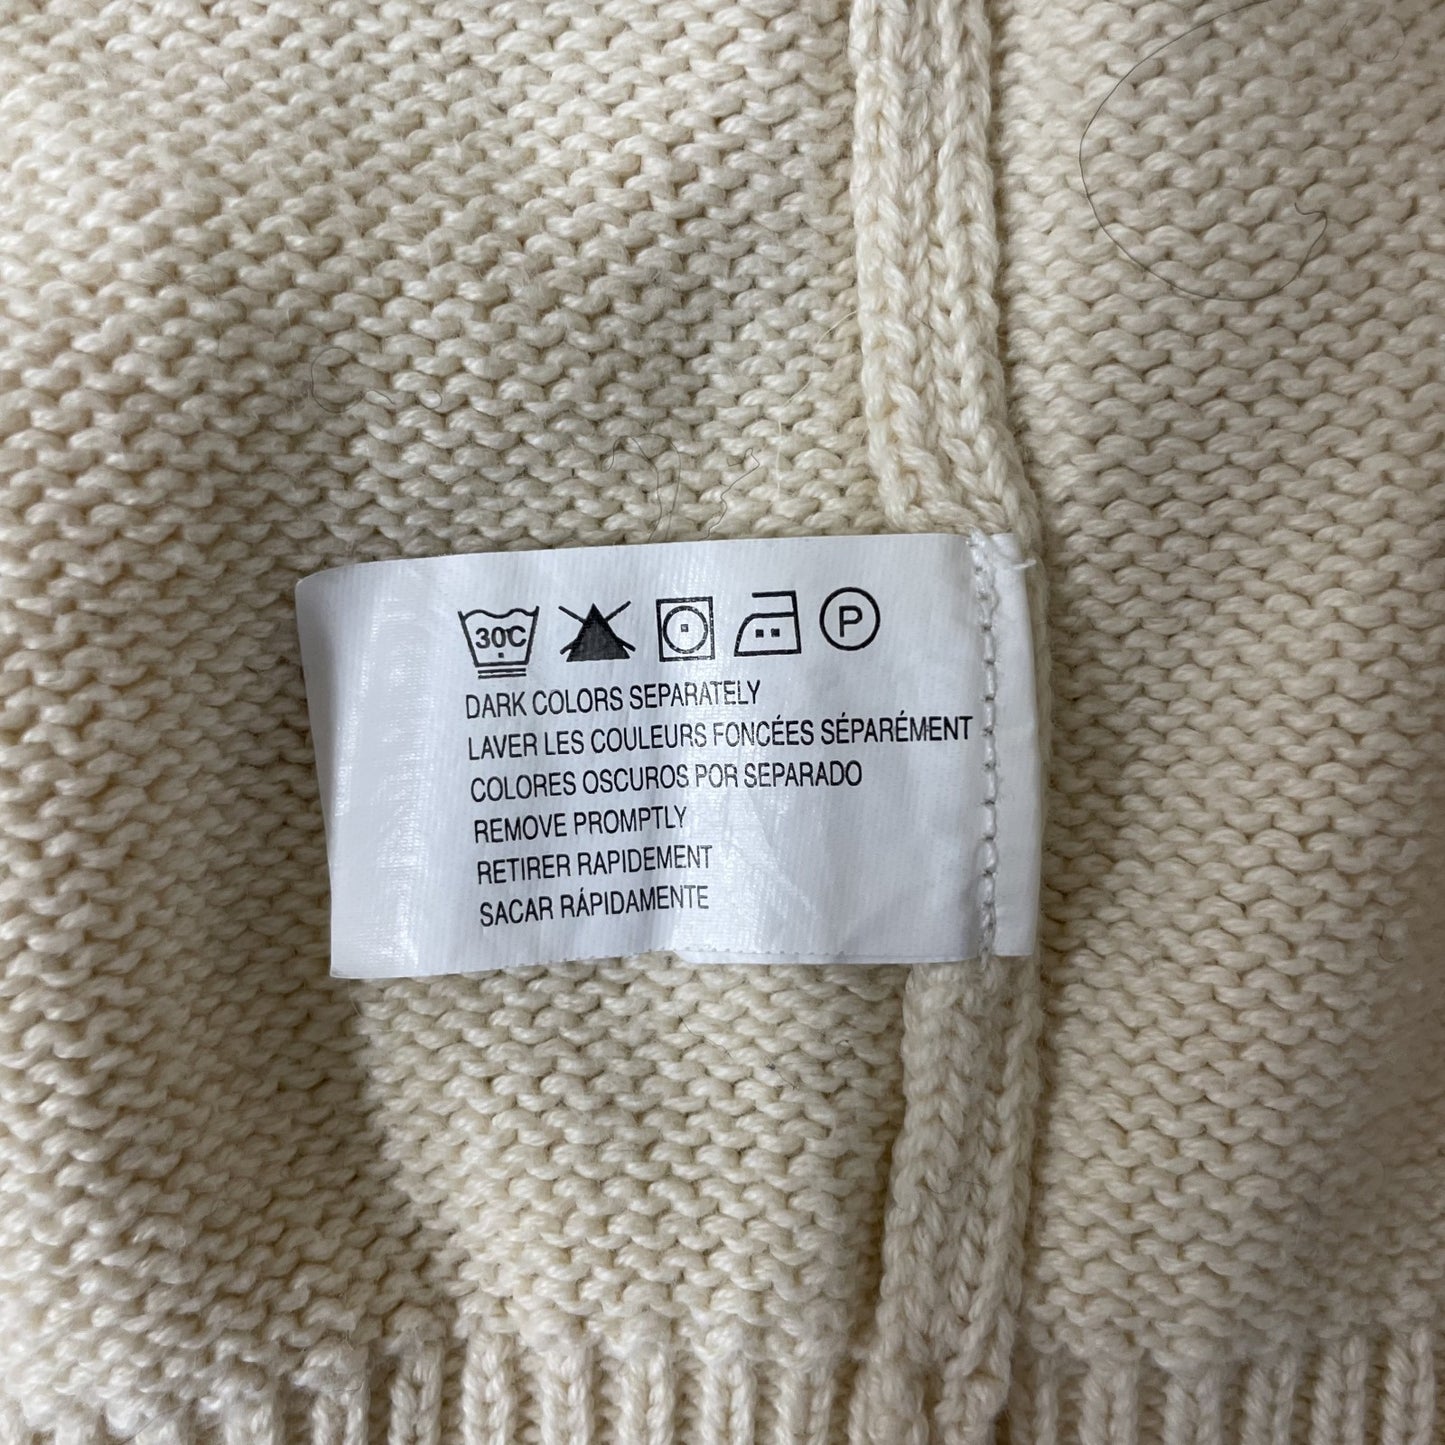 30°C P
DARK COLORS SEPARATELY
LAVER LES COULEURS FONCÉES SÉPARÉMENT
COLORES OSCUROS POR SEPARADO
REMOVE PROMPTLY
RETIRER RAPIDEMENT
SACAR RÁPIDAMENTE